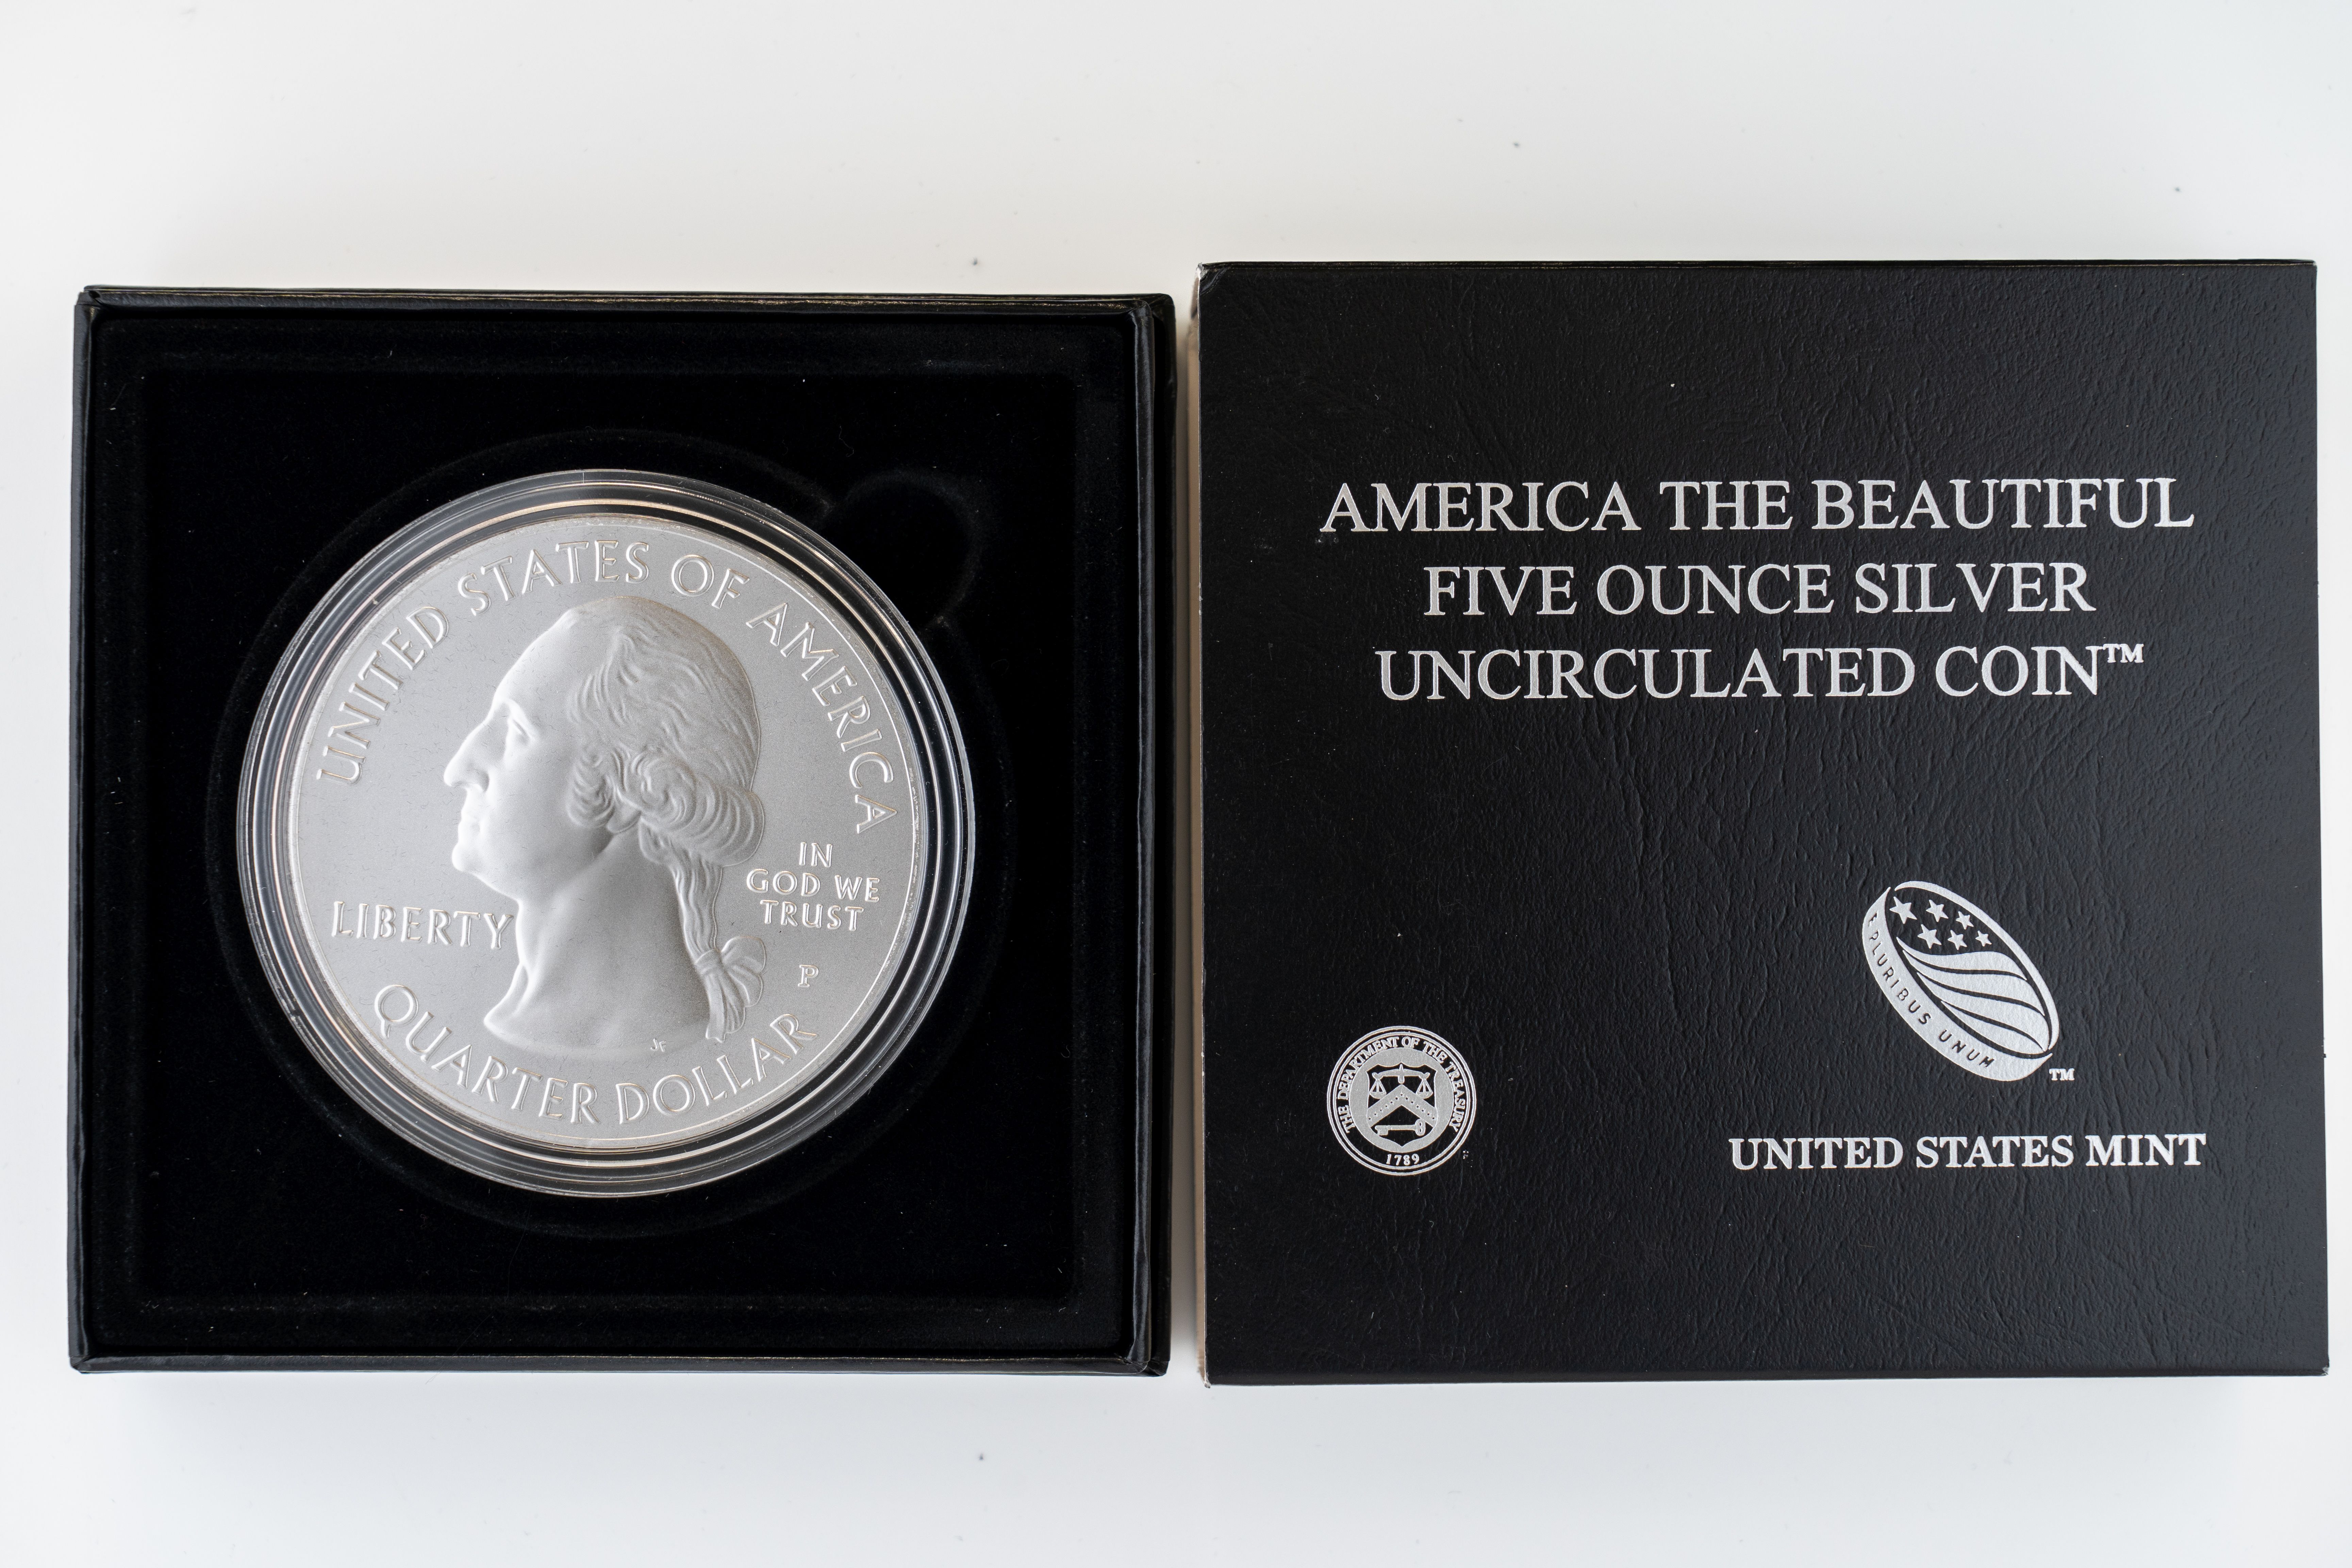 UNITED STATES OF AMERICA
LIBERTY
IN
GOD WE
TRUST
P
JF
QUARTER DOLLAR
AMERICA THE BEAUTIFUL
FIVE OUNCE SILVER
UNCIRCULATED COIN™
E PLURIBUS UNUM
TM
THE DEPARTMENT OF THE TREASURY
1789
UNITED STATES MINT